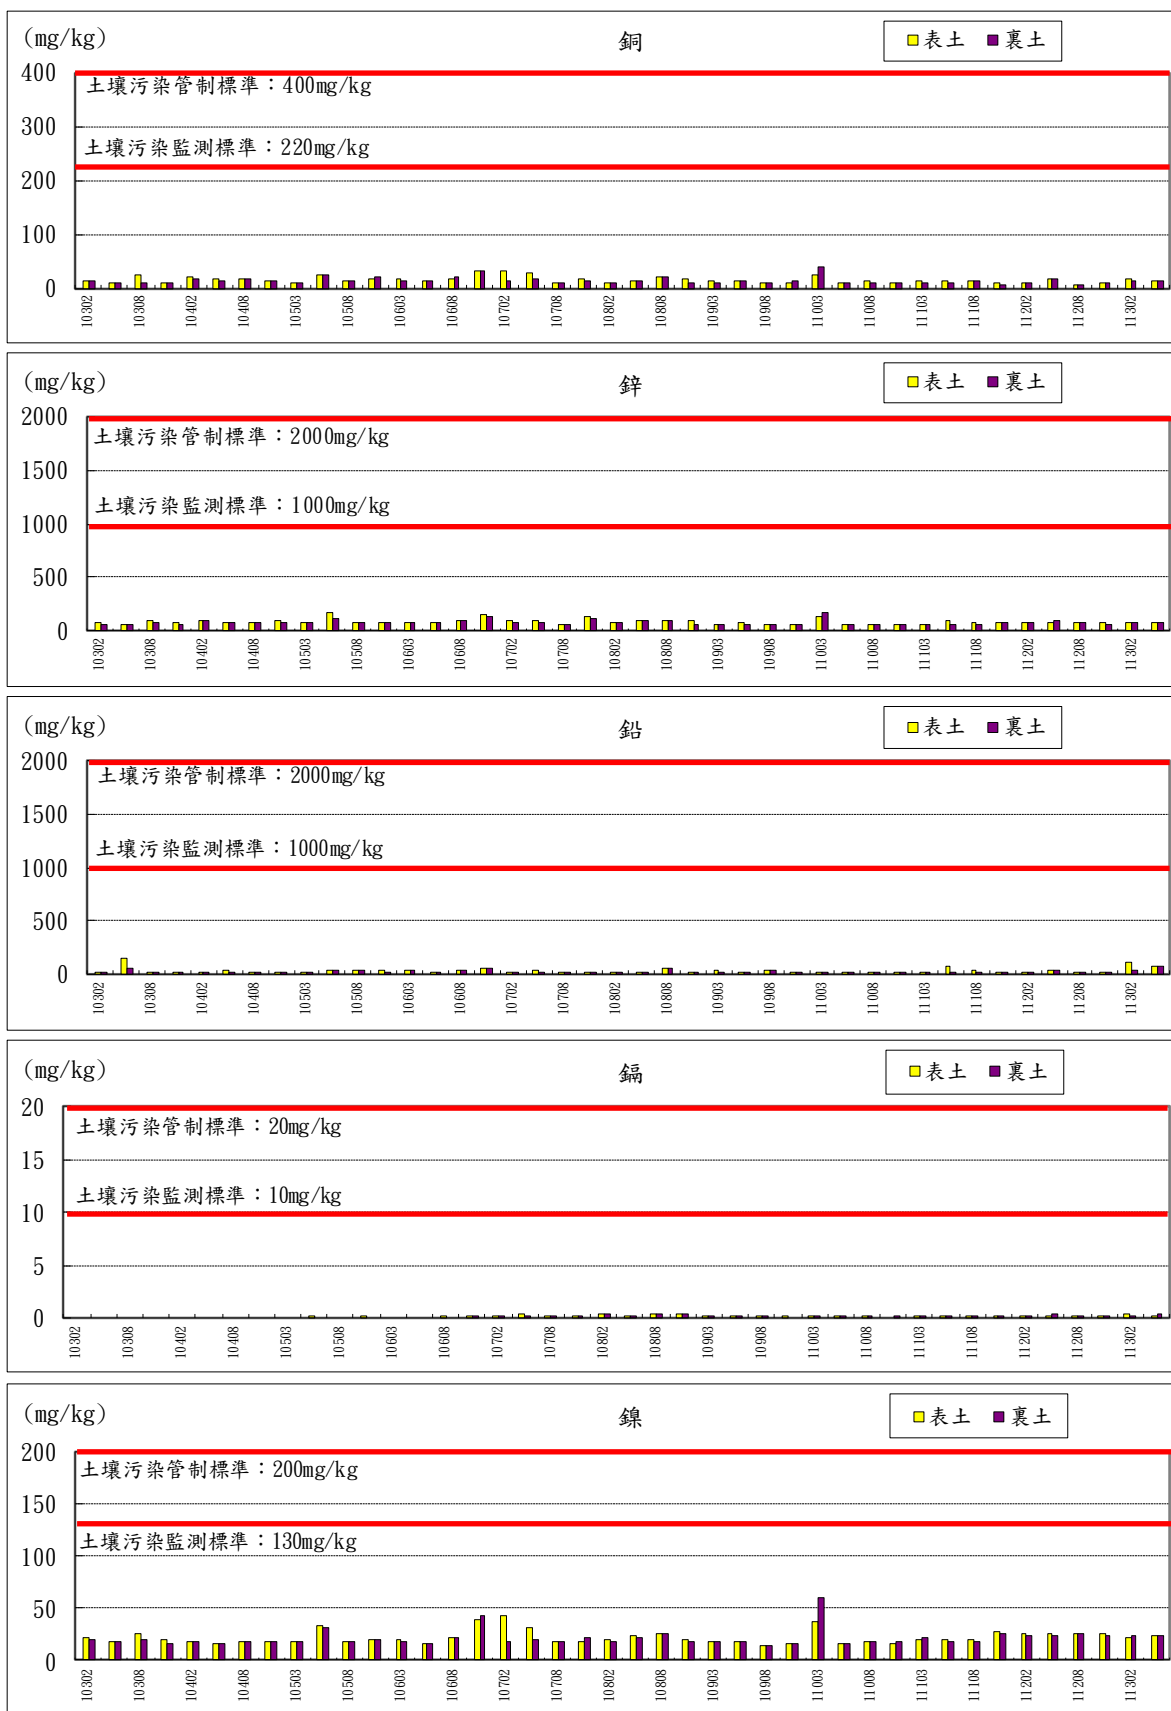 (mg/kg)
銅
表土 裏土
400
土壤污染管制標準：400mg/kg
300
土壤污染監測標準：220mg/kg
200
100
0
10302 10308 10402 10408 10503 10508 10603 10608 10702 10708 10802 10808 10903 10908 11003 11008 11103 11108 11202 11208 11302
(mg/kg)
鋅
表土 裏土
2000
土壤污染管制標準：2000mg/kg
1500
土壤污染監測標準：1000mg/kg
1000
500
0
10302 10308 10402 10408 10503 10508 10603 10608 10702 10708 10802 10808 10903 10908 11003 11008 11103 11108 11202 11208 11302
(mg/kg)
鉛
表土 裏土
2000
土壤污染管制標準：2000mg/kg
1500
土壤污染監測標準：1000mg/kg
1000
500
0
10302 10308 10402 10408 10503 10508 10603 10608 10702 10708 10802 10808 10903 10908 11003 11008 11103 11108 11202 11208 11302
(mg/kg)
鎘
表土 裏土
20
土壤污染管制標準：20mg/kg
15
土壤污染監測標準：10mg/kg
10
5
0
10302 10308 10402 10408 10503 10508 10603 10608 10702 10708 10802 10808 10903 10908 11003 11008 11103 11108 11202 11208 11302
(mg/kg)
鎳
表土 裏土
200
土壤污染管制標準：200mg/kg
150
土壤污染監測標準：130mg/kg
100
50
0
10302 10308 10402 10408 10503 10508 10603 10608 10702 10708 10802 10808 10903 10908 11003 11008 11103 11108 11202 11208 11302